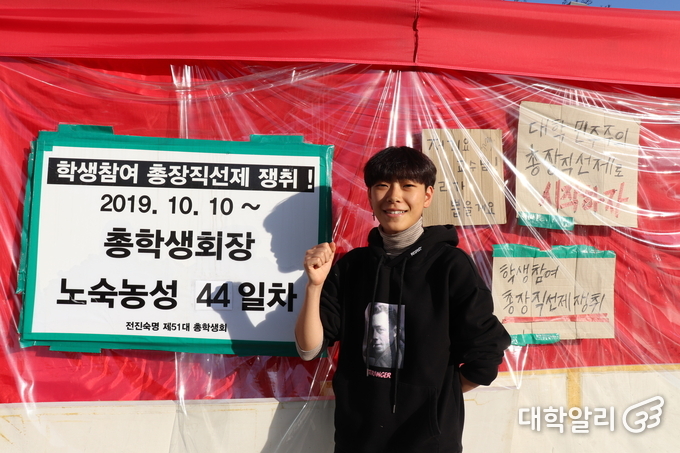 학생참여 총장직선제 쟁취!
2019. 10. 10 ~
총학생회장
노숙농성 44일차
전진숙명 제51대 총학생회
대학 민주주의
총장직선제로
시작하자
학생참여
총장직선제 쟁취
대학알리